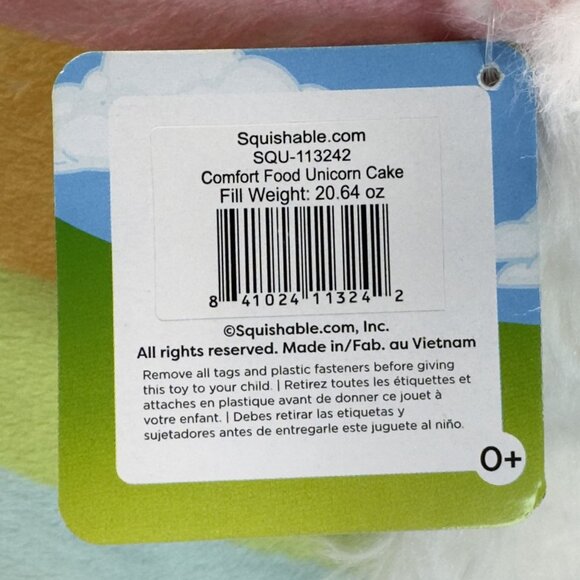 Squishable.com
SQU-113242
Comfort Food Unicorn Cake
Fill Weight: 20.64 oz
8 41024 11324 2
©Squishable.com, Inc.
All rights reserved. Made in/Fab. au Vietnam
Remove all tags and plastic fasteners before giving
this toy to your child. | Retirez toutes les étiquettes et
attaches en plastique avant de donner ce jouet à
votre enfant. | Debes retirar las etiquetas y
sujetadores antes de entregarle este juguete al niño.
0+